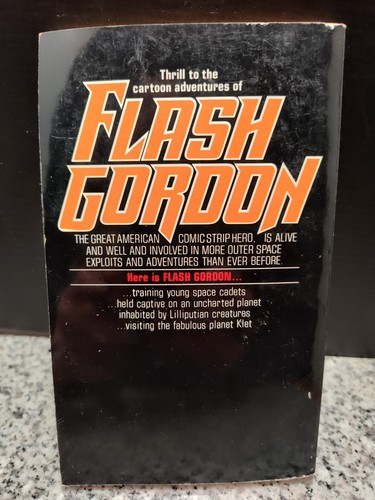 Thrill to the
cartoon adventures of
FLASH
GORDON
THE GREAT AMERICAN COMIC STRIP HERO, IS ALIVE
AND WELL AND INVOLVED IN MORE OUTER SPACE
EXPLOITS AND ADVENTURES THAN EVER BEFORE.
Here is FLASH GORDON...
...training young space cadets
...held captive on an uncharted planet
inhabited by Lilliputian creatures
...visiting the fabulous planet Klet